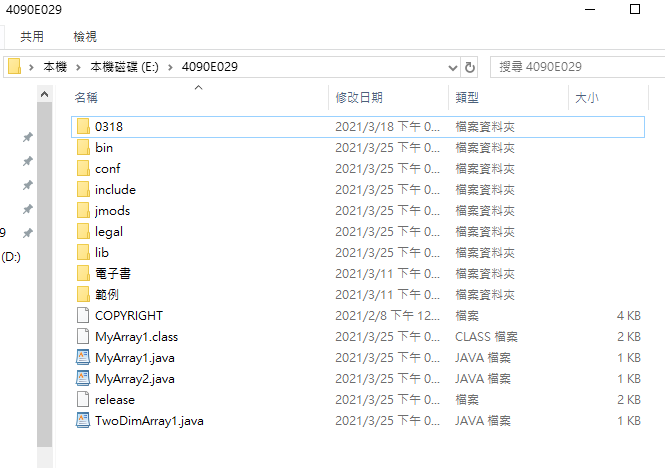 4090E029
共用 檢視
本機 本機磁碟 (E:) 4090E029 搜尋 4090E029
名稱 修改日期 類型 大小
0318 2021/3/18 下午 0... 檔案資料夾
bin 2021/3/25 下午 0... 檔案資料夾
conf 2021/3/25 下午 0... 檔案資料夾
include 2021/3/25 下午 0... 檔案資料夾
jmods 2021/3/25 下午 0... 檔案資料夾
9 legal 2021/3/25 下午 0... 檔案資料夾
(D:) lib 2021/3/25 下午 0... 檔案資料夾
電子書 2021/3/11 下午 0... 檔案資料夾
範例 2021/3/11 下午 0... 檔案資料夾
COPYRIGHT 2021/2/8 下午 12... 檔案 4 KB
MyArray1.class 2021/3/25 下午 0... CLASS 檔案 2 KB
MyArray1.java 2021/3/25 下午 0... JAVA 檔案 1 KB
MyArray2.java 2021/3/25 下午 0... JAVA 檔案 1 KB
release 2021/3/25 下午 0... 檔案 2 KB
TwoDimArray1.java 2021/3/25 下午 0... JAVA 檔案 1 KB